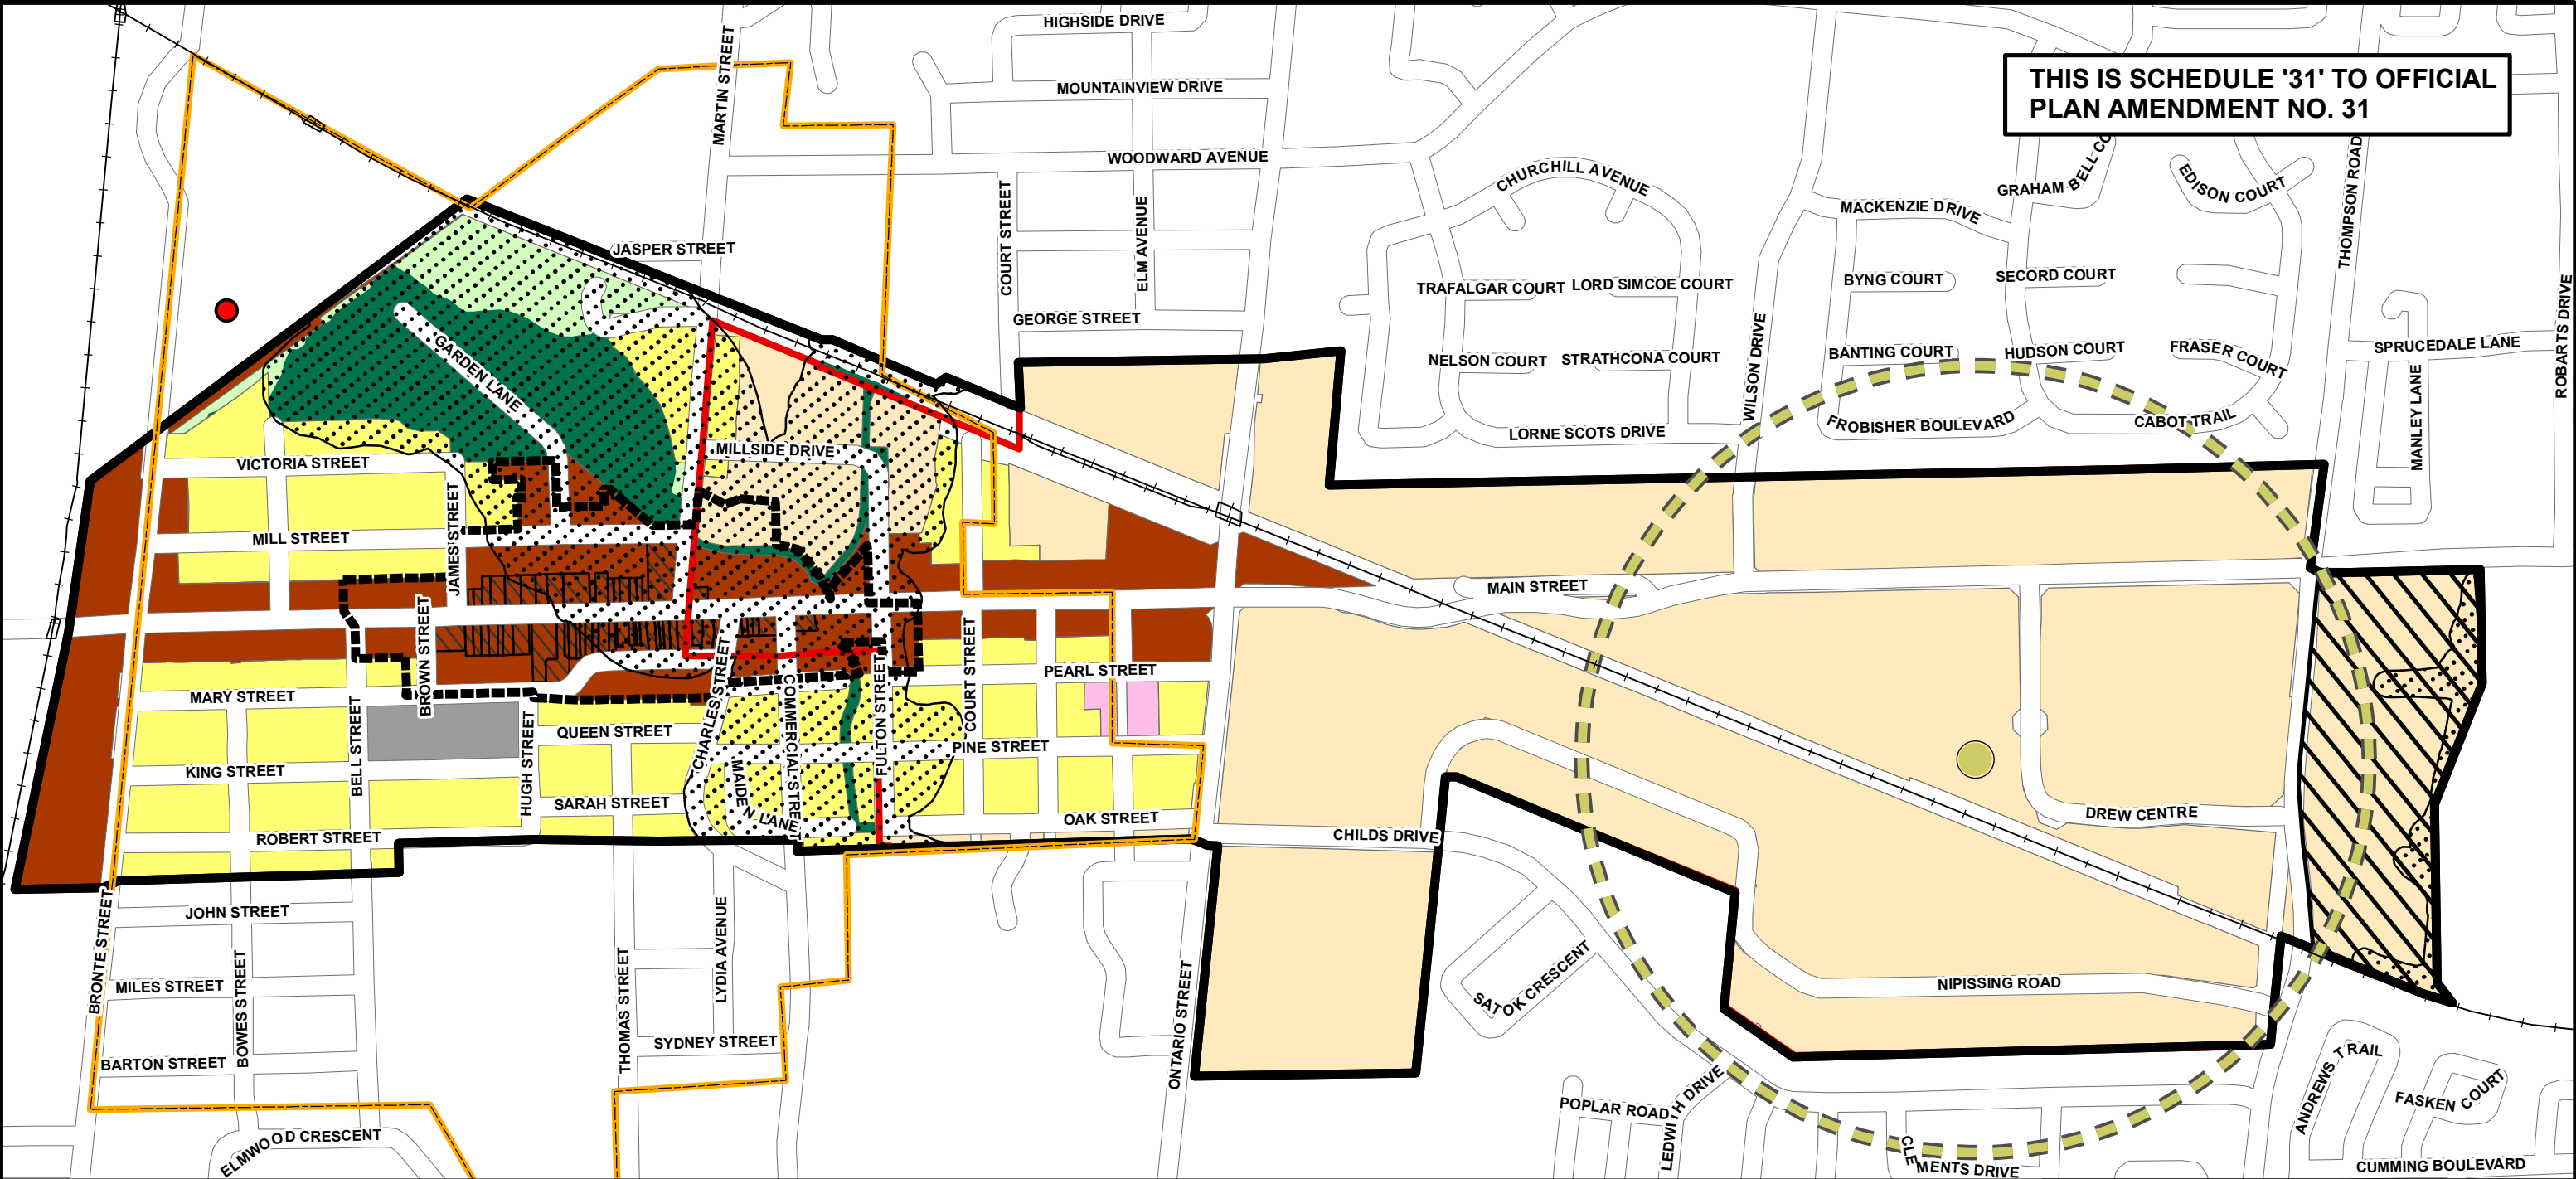 HIGHSIDE DRIVE
THIS IS SCHEDULE '31' TO OFFICIAL
PLAN AMENDMENT NO. 31
MARTIN STREET
MOUNTAINVIEW DRIVE
WOODWARD AVENUE
CHURCHILL AVENUE
GRAHAM BELL CO
EDISON COURT
THOMPSON ROAD
MACKENZIE DRIVE
COURT STREET
ELM AVENUE
JASPER STREET
TRAFALGAR COURT
LORD SIMCOE COURT
BYNG COURT
SECORD COURT
ROBARTS DRIVE
GEORGE STREET
WILSON DRIVE
NELSON COURT
STRATHCONA COURT
BANTING COURT
HUDSON COURT
FRASER COURT
SPRUCEDALE LANE
GARDEN LANE
MANLEY LANE
LORNE SCOTS DRIVE
FROBISHER BOULEVARD
CABOT TRAIL
VICTORIA STREET
MILLSIDE DRIVE
JAMES STREET
MILL STREET
MAIN STREET
BROWN STREET
MARY STREET
CHARLES STREET
COMMERCIAL STREET
FULTON STREET
COURT STREET
PEARL STREET
BELL STREET
HUGH STREET
QUEEN STREET
PINE STREET
KING STREET
MAIDEN LANE
SARAH STREET
OAK STREET
DREW CENTRE
ROBERT STREET
CHILDS DRIVE
BRONTE STREET
JOHN STREET
LYDIA AVENUE
THOMAS STREET
BOWES STREET
MILES STREET
ONTARIO STREET
SATOK CRESCENT
NIPISSING ROAD
SYDNEY STREET
BARTON STREET
ANDREWS TRAIL
FASKEN COURT
POPLAR ROAD
LEDWITH DRIVE
ELMWOOD CRESCENT
CLEMENTS DRIVE
CUMMING BOULEVARD